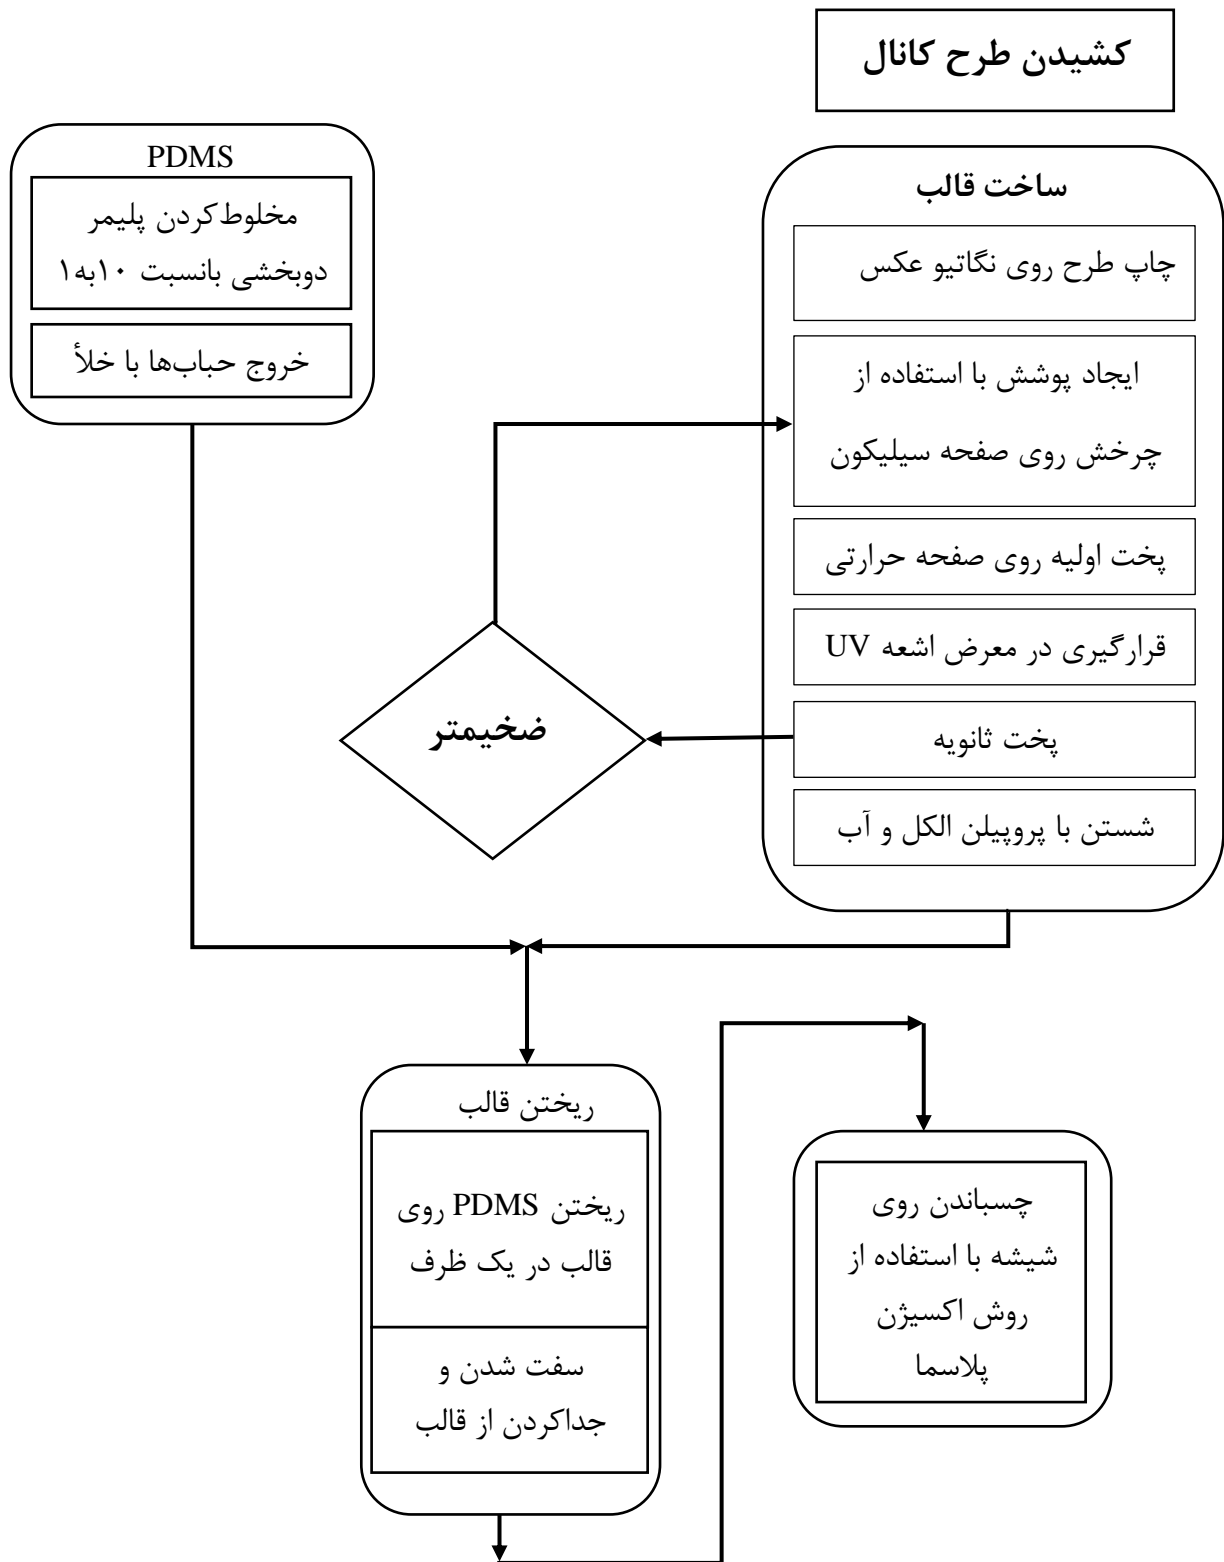 کشیدن طرح کانال
ساخت قالب
چاپ طرح روی نگاتیو عکس
ایجاد پوشش با استفاده از
چرخش روی صفحه سیلیکون
پخت اولیه روی صفحه حرارتی
قرارگیری در معرض اشعه UV
پخت ثانویه
شستن با پروپیلن الکل و آب
ضخیمتر
PDMS
مخلوط‌کردن پلیمر
دوبخشی بانسبت ۱۰به۱
خروج حباب‌ها با خلأ
ریختن قالب
ریختن PDMS روی
قالب در یک ظرف
سفت شدن و
جداکردن از قالب
چسباندن روی
شیشه با استفاده از
روش اکسیژن
پلاسما